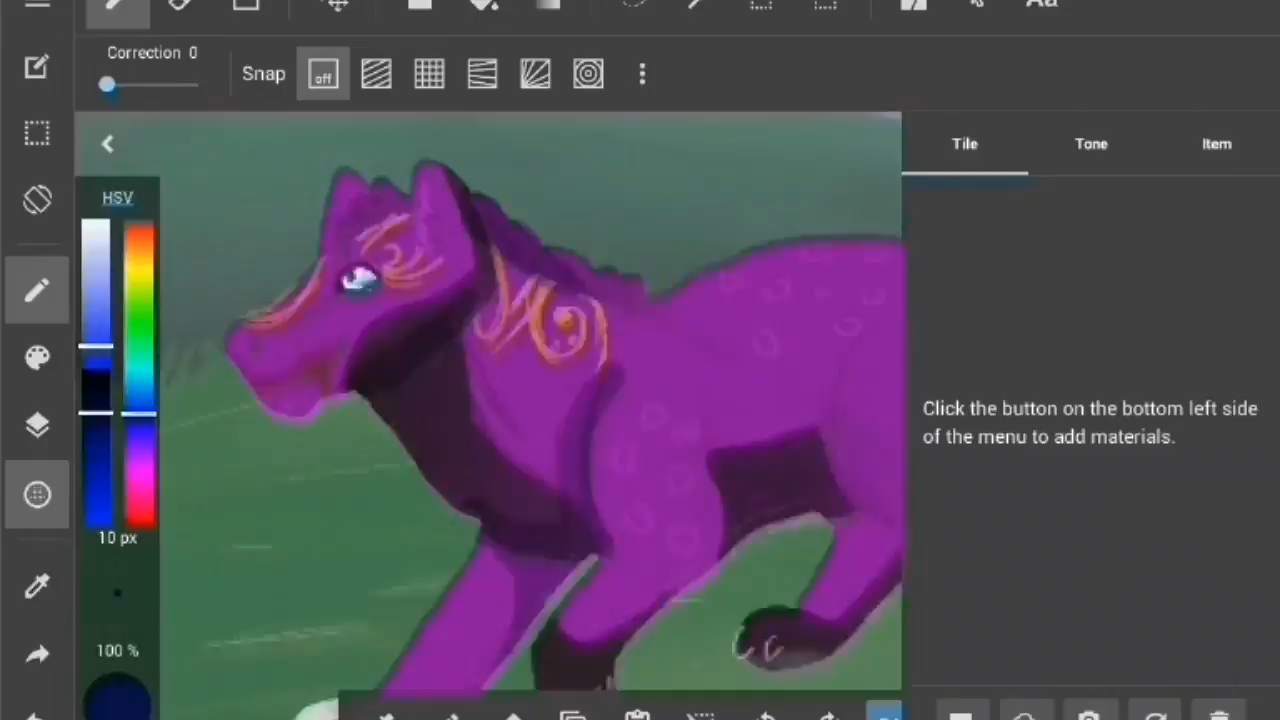 Aa
Correction 0
Snap
off
Tile
Tone
Item
HSV
Click the button on the bottom left side
of the menu to add materials.
10 px
100 %